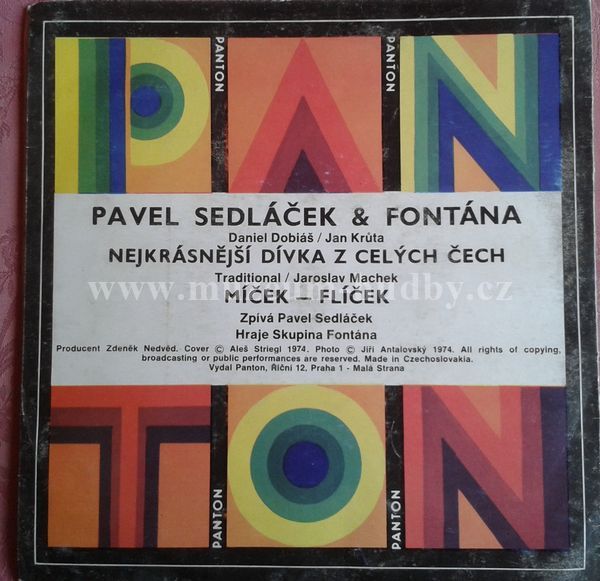 PAN
PANTON
PANTON
PAVEL SEDLÁČEK & FONTÁNA
Daniel Dobiáš / Jan Krůta
NEJKRÁSNĚJŠÍ DÍVKA Z CELÝCH ČECH
Traditional / Jaroslav Machek
MÍČEK – FLÍČEK
Zpívá Pavel Sedláček
Hraje Skupina Fontána
Producent Zdeněk Nedvěd. Cover © Aleš Striegl 1974. Photo © Jiří Antalovský 1974. All rights of copying,
broadcasting or public performances are reserved. Made in Czechoslovakia.
Vydal Panton, Říční 12, Praha 1 - Malá Strana
TON
PANTON
PANTON